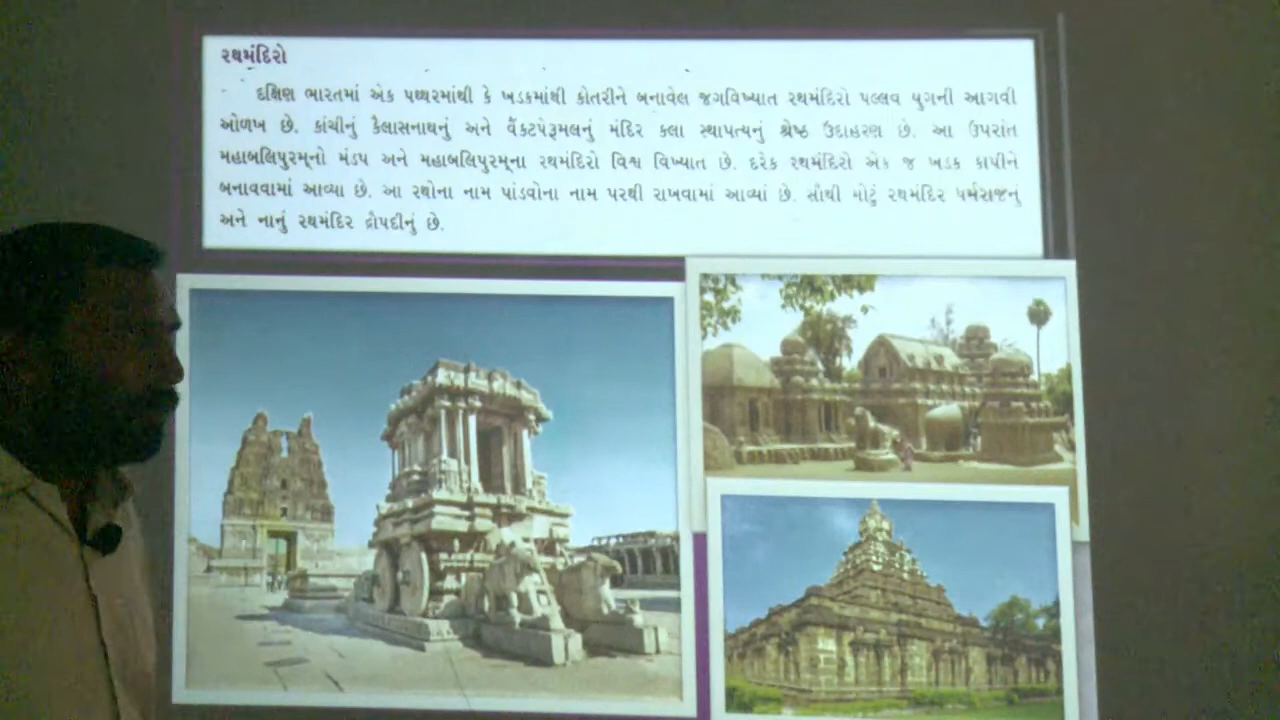 રથમંદિરો
દક્ષિણ ભારતમાં એક પથ્થરમાંથી કે ખડકમાંથી કોતરીને બનાવેલ જગવિખ્યાત રથમંદિરો પલ્લવ યુગની આગવી
ઓળખ છે. કાંચીનું કૈલાસનાથનું અને વૈંકટપેરૂમલનું મંદિર કલા સ્થાપત્યનું શ્રેષ્ઠ ઉદાહરણ છે. આ ઉપરાંત
મહાબલિપુરમ્‌નો મંડપ અને મહાબલિપુરમ્‌ના રથમંદિરો વિશ્વ વિખ્યાત છે. દરેક રથમંદિરો એક જ ખડક કાપીને
બનાવવામાં આવ્યા છે. આ રથોના નામ પાંડવોના નામ પરથી રાખવામાં આવ્યાં છે. સૌથી મોટું રથમંદિર ધર્મરાજનું
અને નાનું રથમંદિર દ્રૌપદીનું છે.